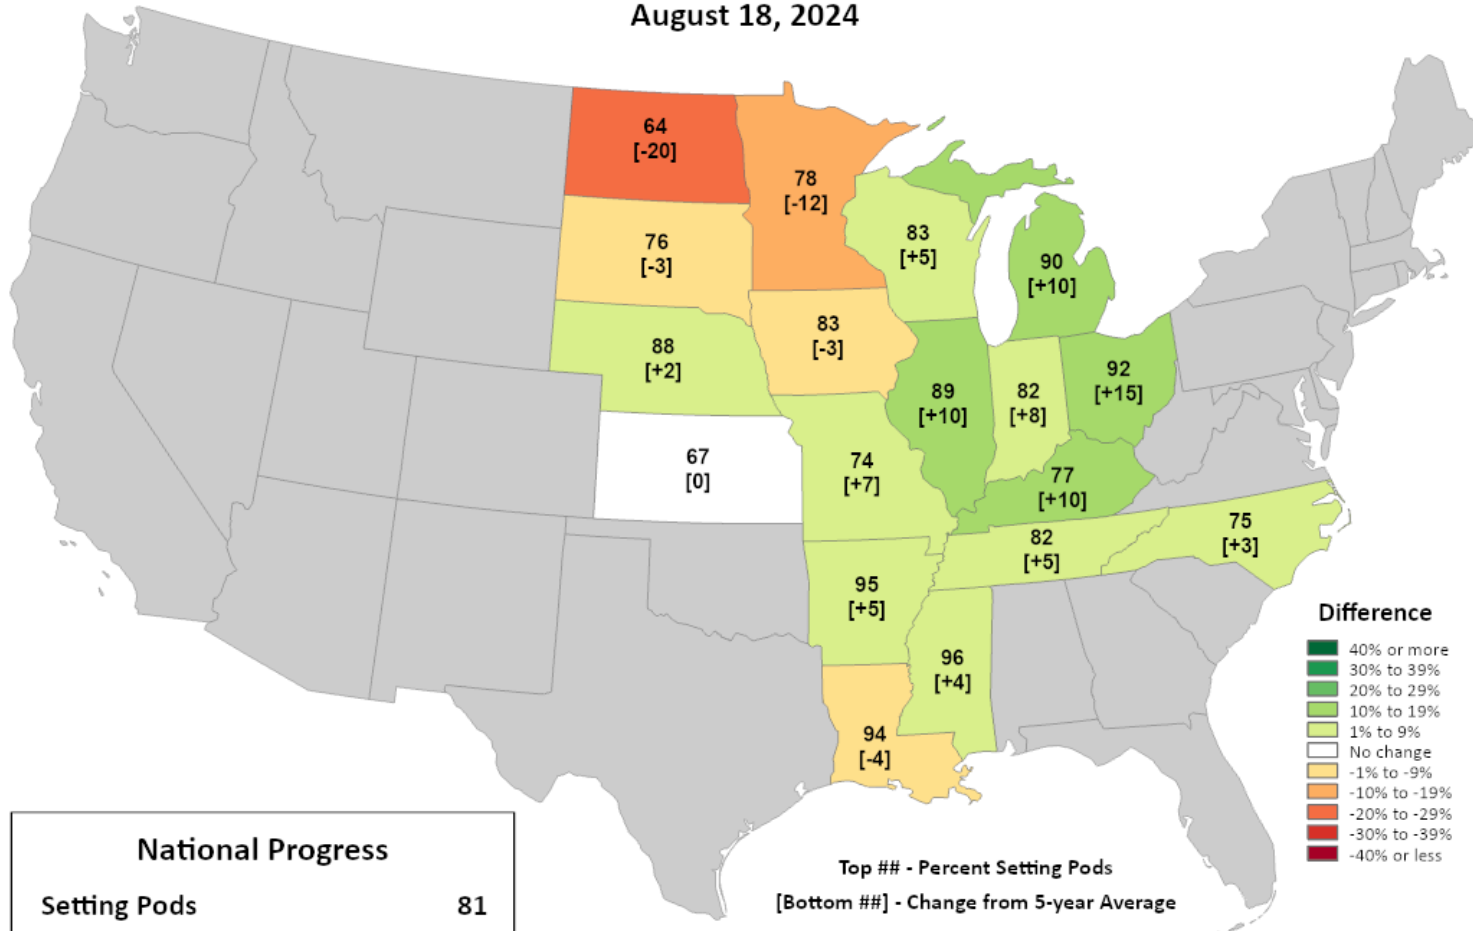 August 18, 2024
64
[-20]
78
[-12]
76
[-3]
83
[+5]
90
[+10]
88
[+2]
83
[-3]
89
[+10]
82
[+8]
92
[+15]
67
[0]
74
[+7]
77
[+10]
82
[+5]
75
[+3]
95
[+5]
96
[+4]
94
[-4]
Difference
40% or more
30% to 39%
20% to 29%
10% to 19%
1% to 9%
No change
-1% to -9%
-10% to -19%
-20% to -29%
-30% to -39%
-40% or less
National Progress
Setting Pods 81
Top ## - Percent Setting Pods
[Bottom ##] - Change from 5-year Average